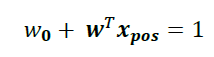 w₀ + wᵀxₚₒₛ = 1